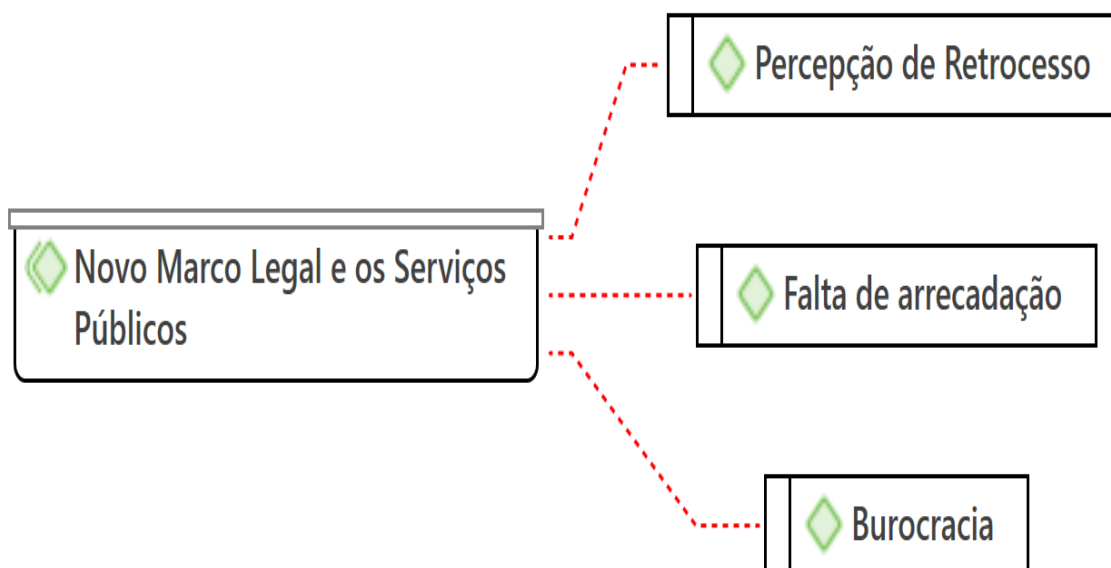 Percepção de Retrocesso
Novo Marco Legal e os Serviços
Públicos
Falta de arrecadação
Burocracia